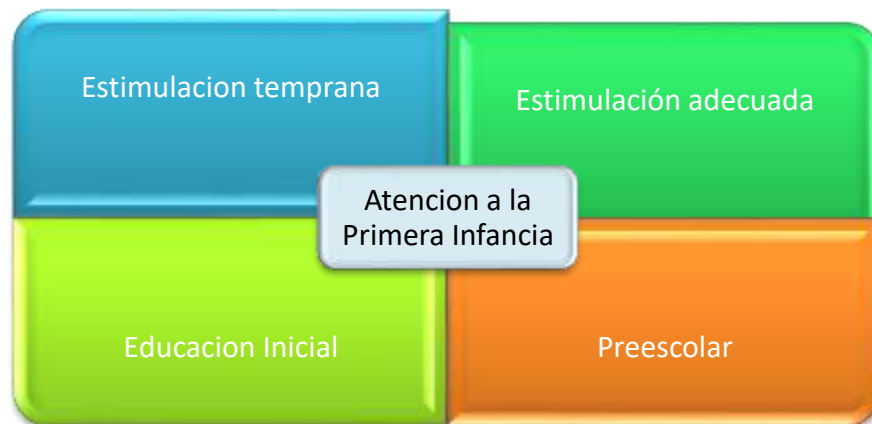 Estimulacion temprana
Estimulación adecuada
Atencion a la
Primera Infancia
Educacion Inicial
Preescolar